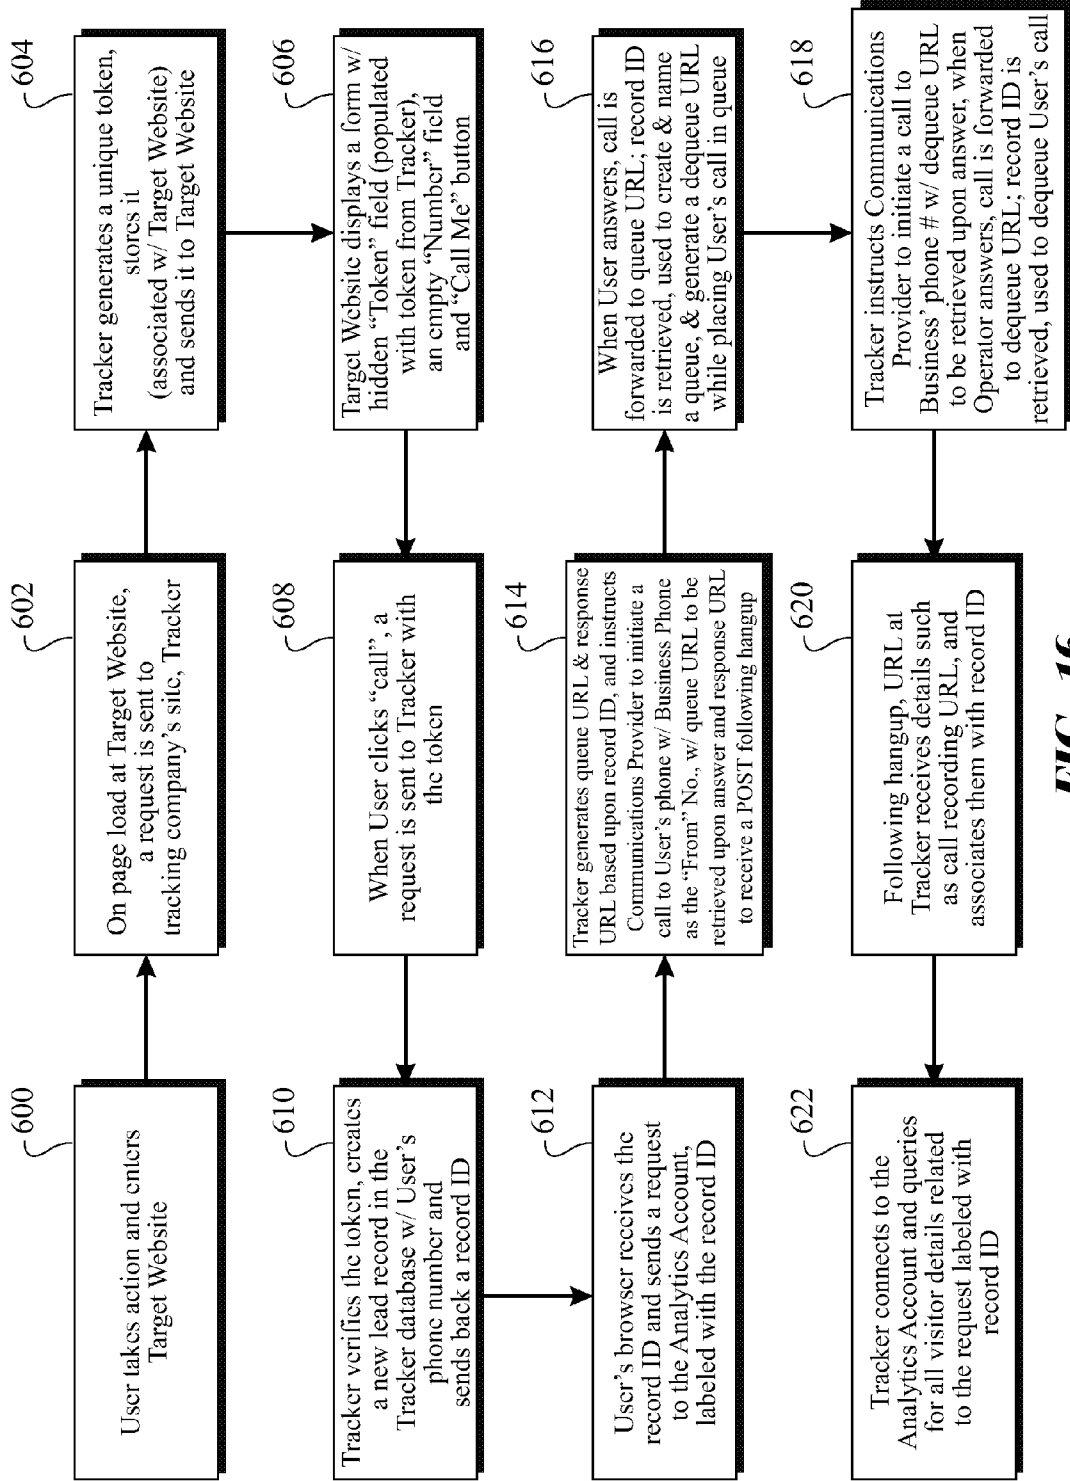 600
User takes action and enters
Target Website
602
On page load at Target Website,
a request is sent to
tracking company's site, Tracker
604
Tracker generates a unique token,
stores it
(associated w/ Target Website)
and sends it to Target Website
606
Target Website displays a form w/
hidden “Token” field (populated
with token from Tracker),
an empty “Number” field
and “Call Me” button
608
When User clicks “call”, a
request is sent to Tracker with
the token
610
Tracker verifies the token, creates
a new lead record in the
Tracker database w/ User's
phone number and
sends back a record ID
612
User's browser receives the
record ID and sends a request
to the Analytics Account,
labeled with the record ID
614
Tracker generates queue URL & response
URL based upon record ID, and instructs
Communications Provider to initiate a
call to User's phone w/ Business Phone
as the “From” No., w/ queue URL to be
retrieved upon answer and response URL
to receive a POST following hangup
616
When User answers, call is
forwarded to queue URL; record ID
is retrieved, used to create & name
a queue, & generate a dequeue URL
while placing User's call in queue
618
Tracker instructs Communications
Provider to initiate a call to
Business' phone # w/ dequeue URL
to be retrieved upon answer, when
Operator answers, call is forwarded
to dequeue URL; record ID is
retrieved, used to dequeue User's call
620
Following hangup, URL at
Tracker receives details such
as call recording URL, and
associates them with record ID
622
Tracker connects to the
Analytics Account and queries
for all visitor details related
to the request labeled with
record ID
FIG. 16